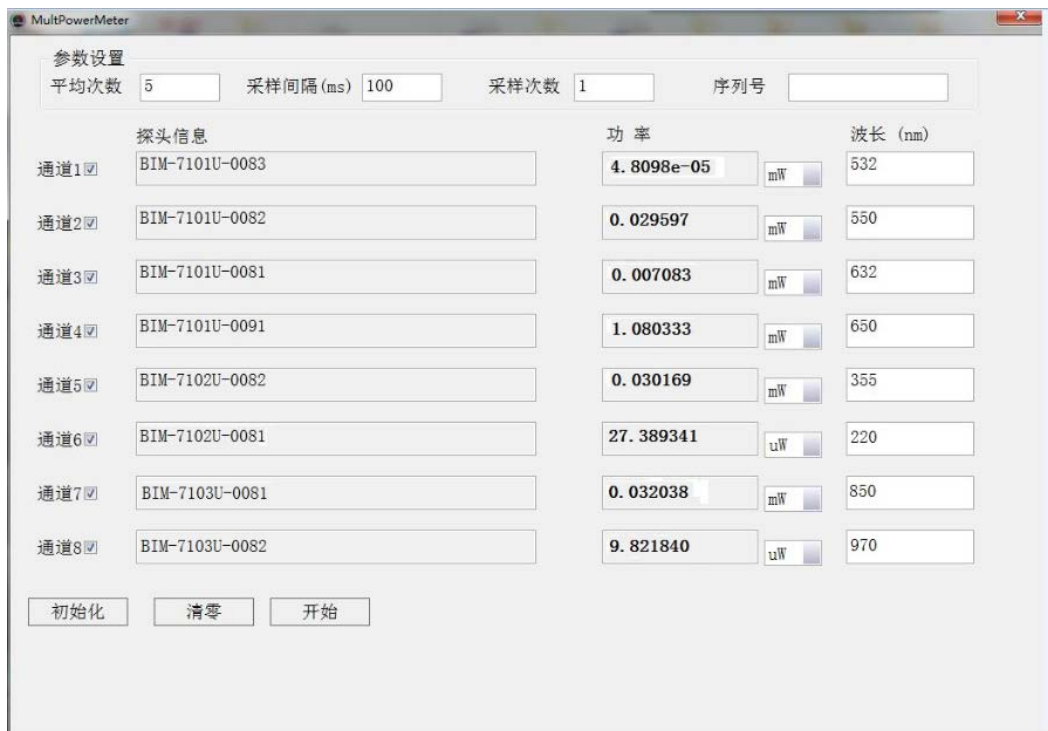 MultPowerMeter
参数设置
平均次数 5 采样间隔(ms) 100 采样次数 1 序列号
探头信息 功 率 波长 (nm)
通道1 BIM-7101U-0083 4.8098e-05 mW 532
通道2 BIM-7101U-0082 0.029597 mW 550
通道3 BIM-7101U-0081 0.007083 mW 632
通道4 BIM-7101U-0091 1.080333 mW 650
通道5 BIM-7102U-0082 0.030169 mW 355
通道6 BIM-7102U-0081 27.389341 uW 220
通道7 BIM-7103U-0081 0.032038 mW 850
通道8 BIM-7103U-0082 9.821840 uW 970
初始化 清零 开始